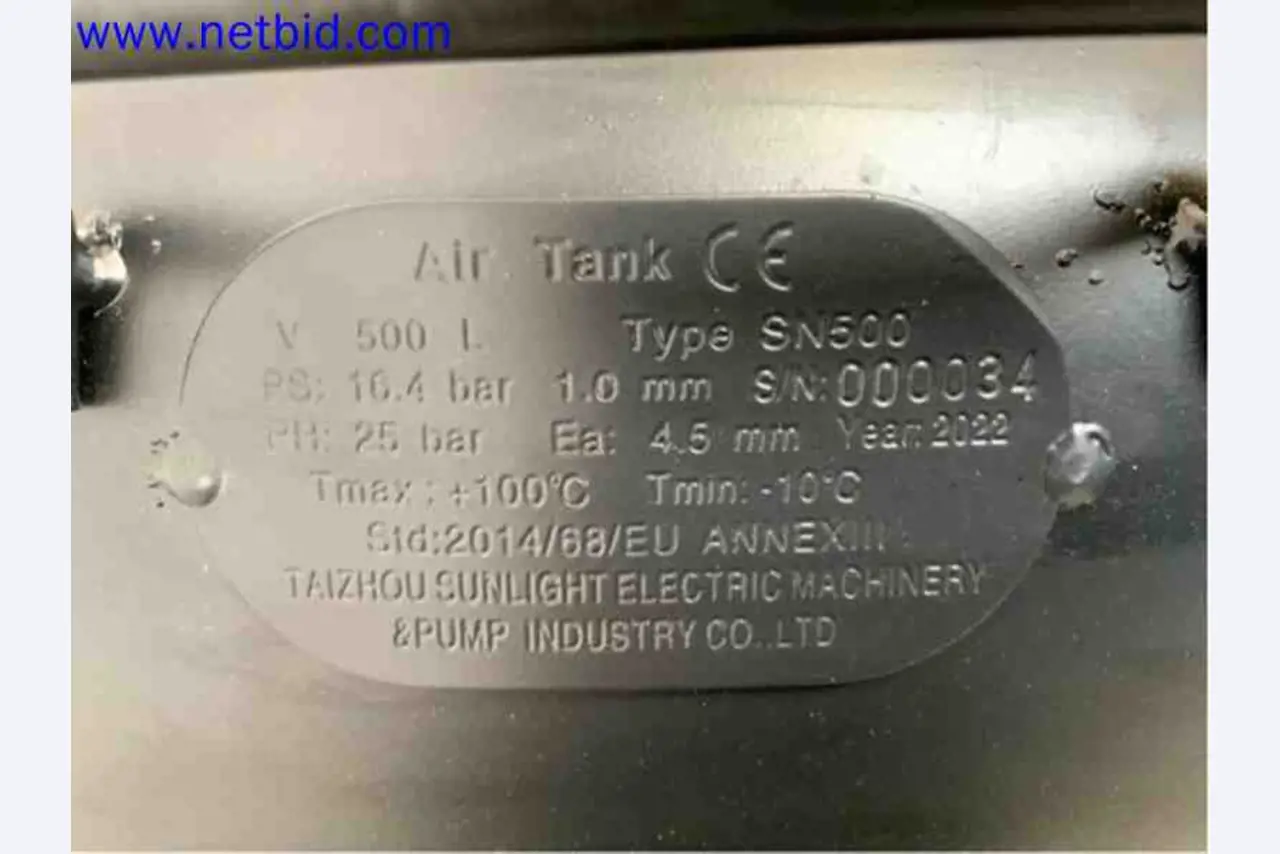 www.netbid.com
Air Tank CE
V 500 L Type SN500
PS: 16.4 bar 1.0 mm S/N: 000034
PH: 25 bar Ea: 4.5 mm Year: 2022
Tmax: +100°C Tmin: -10°C
Std:2014/68/EU ANNEXIII
TAIZHOU SUNLIGHT ELECTRIC MACHINERY
&PUMP INDUSTRY CO.,LTD